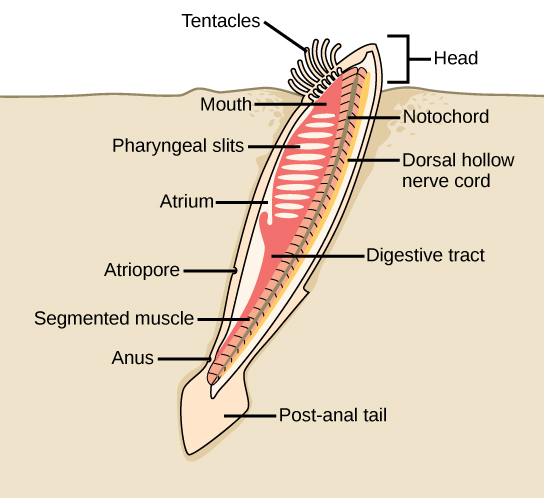 Tentacles
Head
Mouth
Notochord
Pharyngeal slits
Dorsal hollow
nerve cord
Atrium
Digestive tract
Atriopore
Segmented muscle
Anus
Post-anal tail